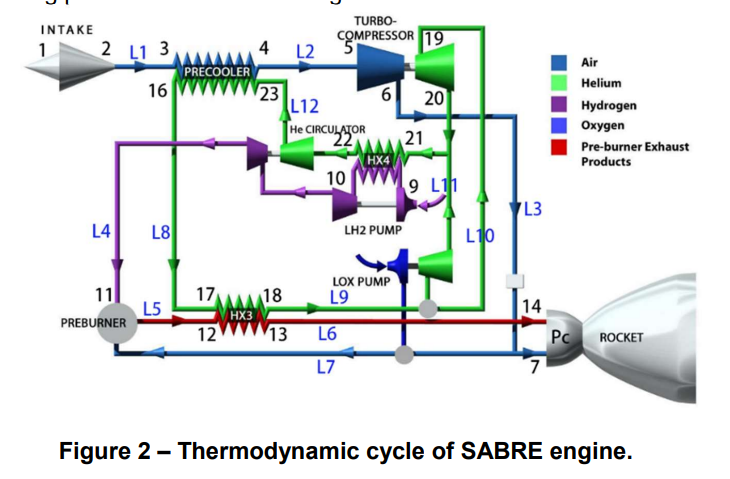 INTAKE
1
2
L1
3
4
PRECOOLER
16
23
L2
TURBO-
COMPRESSOR
5
6
19
20
L12
He CIRCULATOR
22
21
HX4
10
9
L11
LH2 PUMP
L4
L8
L10
L3
LOX PUMP
11
PREBURNER
L5
17
18
HX3
12
13
L9
L6
L7
14
Pc
ROCKET
7
Air
Helium
Hydrogen
Oxygen
Pre-burner Exhaust
Products
Figure 2 – Thermodynamic cycle of SABRE engine.